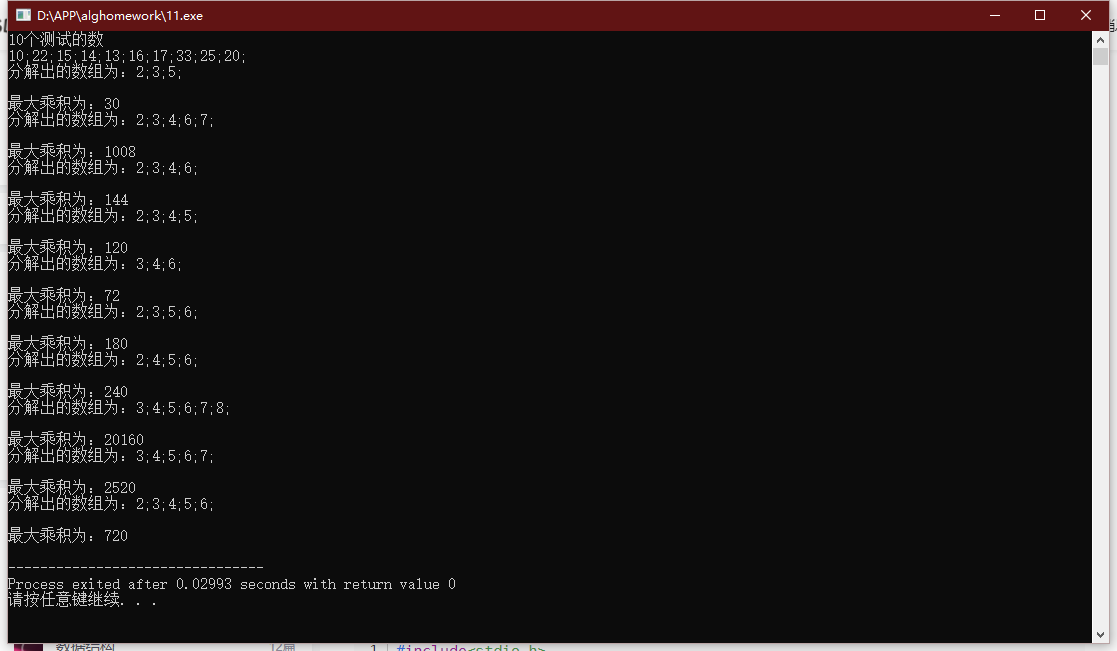 D:\APP\alghomework\11.exe
10个测试的数
10;22;15;14;13;16;17;33;25;20;
分解出的数组为: 2;3;5;
最大乘积为: 30
分解出的数组为: 2;3;4;6;7;
最大乘积为: 1008
分解出的数组为: 2;3;4;6;
最大乘积为: 144
分解出的数组为: 2;3;4;5;
最大乘积为: 120
分解出的数组为: 3;4;6;
最大乘积为: 72
分解出的数组为: 2;3;5;6;
最大乘积为: 180
分解出的数组为: 2;4;5;6;
最大乘积为: 240
分解出的数组为: 3;4;5;6;7;8;
最大乘积为: 20160
分解出的数组为: 3;4;5;6;7;
最大乘积为: 2520
分解出的数组为: 2;3;4;5;6;
最大乘积为: 720
--------------------------------
Process exited after 0.02993 seconds with return value 0
请按任意键继续. . .
数据结构
12篇
1
#include<stdio.h>